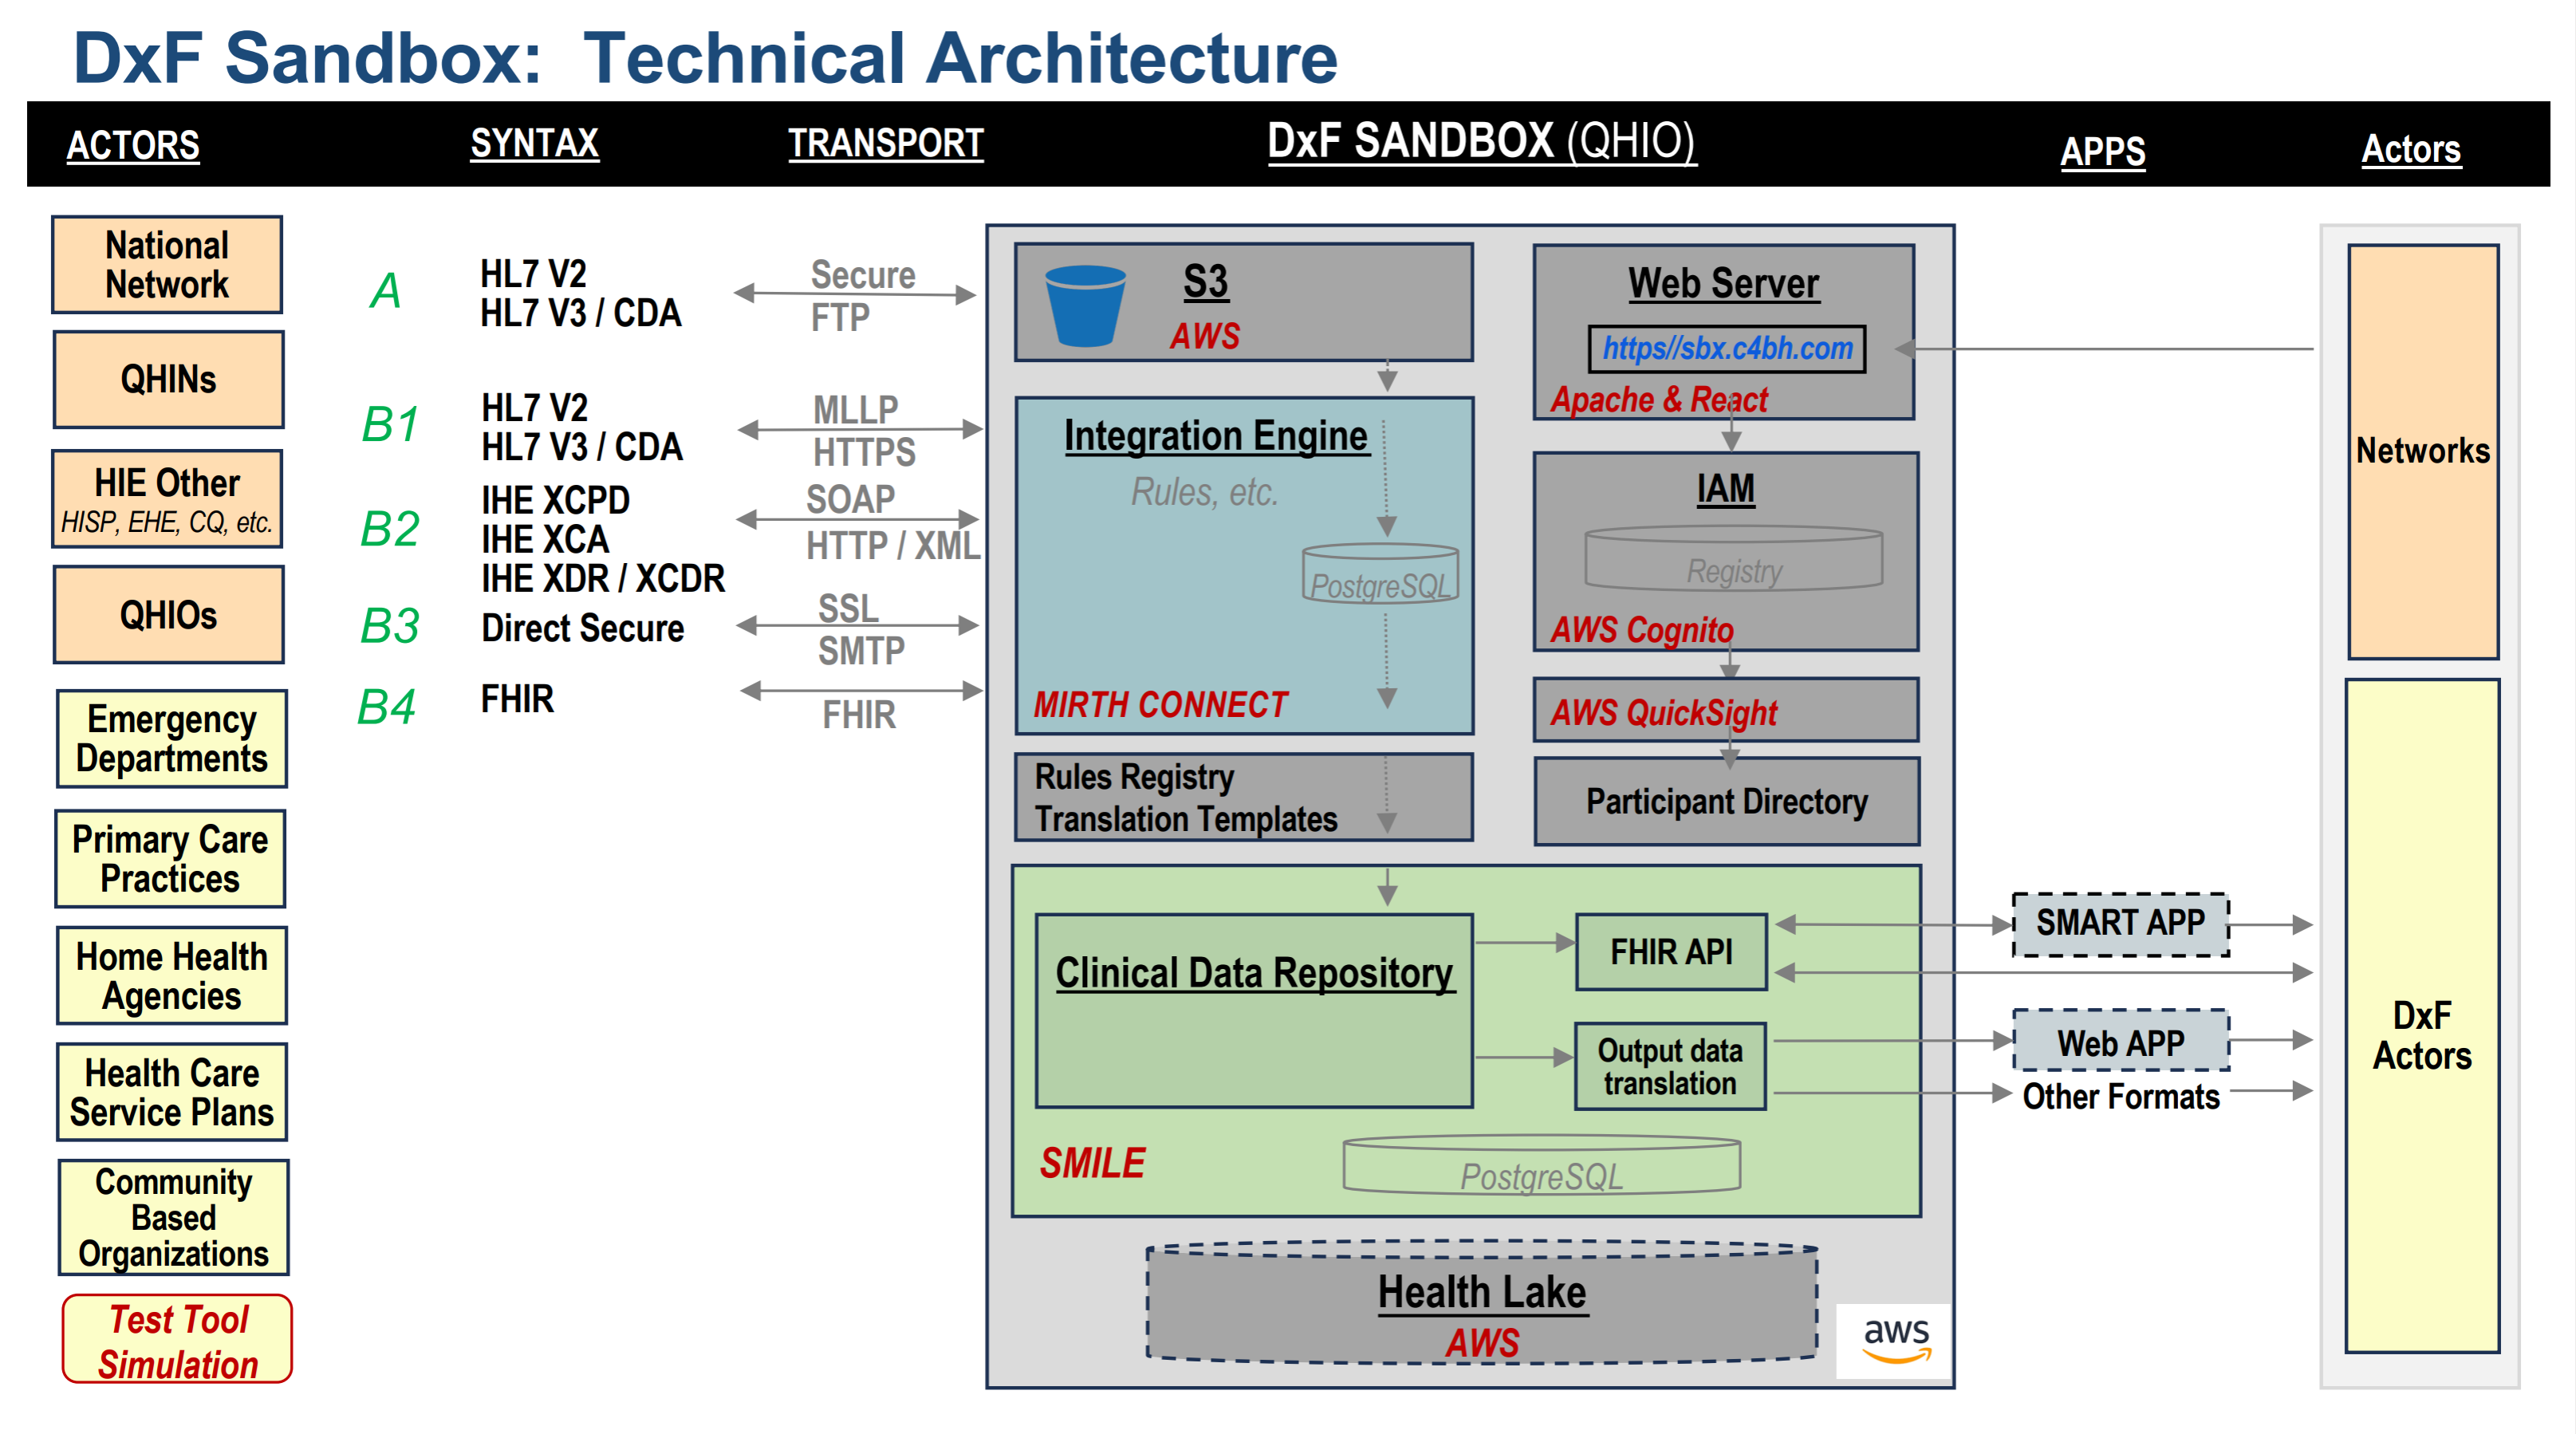 DxF Sandbox: Technical Architecture
ACTORS
SYNTAX
TRANSPORT
DxF SANDBOX (QHIO)
APPS
Actors
National
Network
QHINs
HIE Other
HISP, EHE, CQ, etc.
QHIOs
Emergency
Departments
Primary Care
Practices
Home Health
Agencies
Health Care
Service Plans
Community
Based
Organizations
Test Tool
Simulation
A
HL7 V2
HL7 V3 / CDA
Secure
FTP
B1
HL7 V2
HL7 V3 / CDA
MLLP
HTTPS
B2
IHE XCPD
IHE XCA
IHE XDR / XCDR
SOAP
HTTP / XML
B3
Direct Secure
SSL
SMTP
B4
FHIR
FHIR
S3
AWS
Integration Engine
Rules, etc.
PostgreSQL
MIRTH CONNECT
Rules Registry
Translation Templates
Web Server
https//sbx.c4bh.com
Apache & React
IAM
Registry
AWS Cognito
AWS QuickSight
Participant Directory
Clinical Data Repository
FHIR API
Output data
translation
SMILE
PostgreSQL
Health Lake
AWS
aws
SMART APP
Web APP
Other Formats
Networks
DxF
Actors